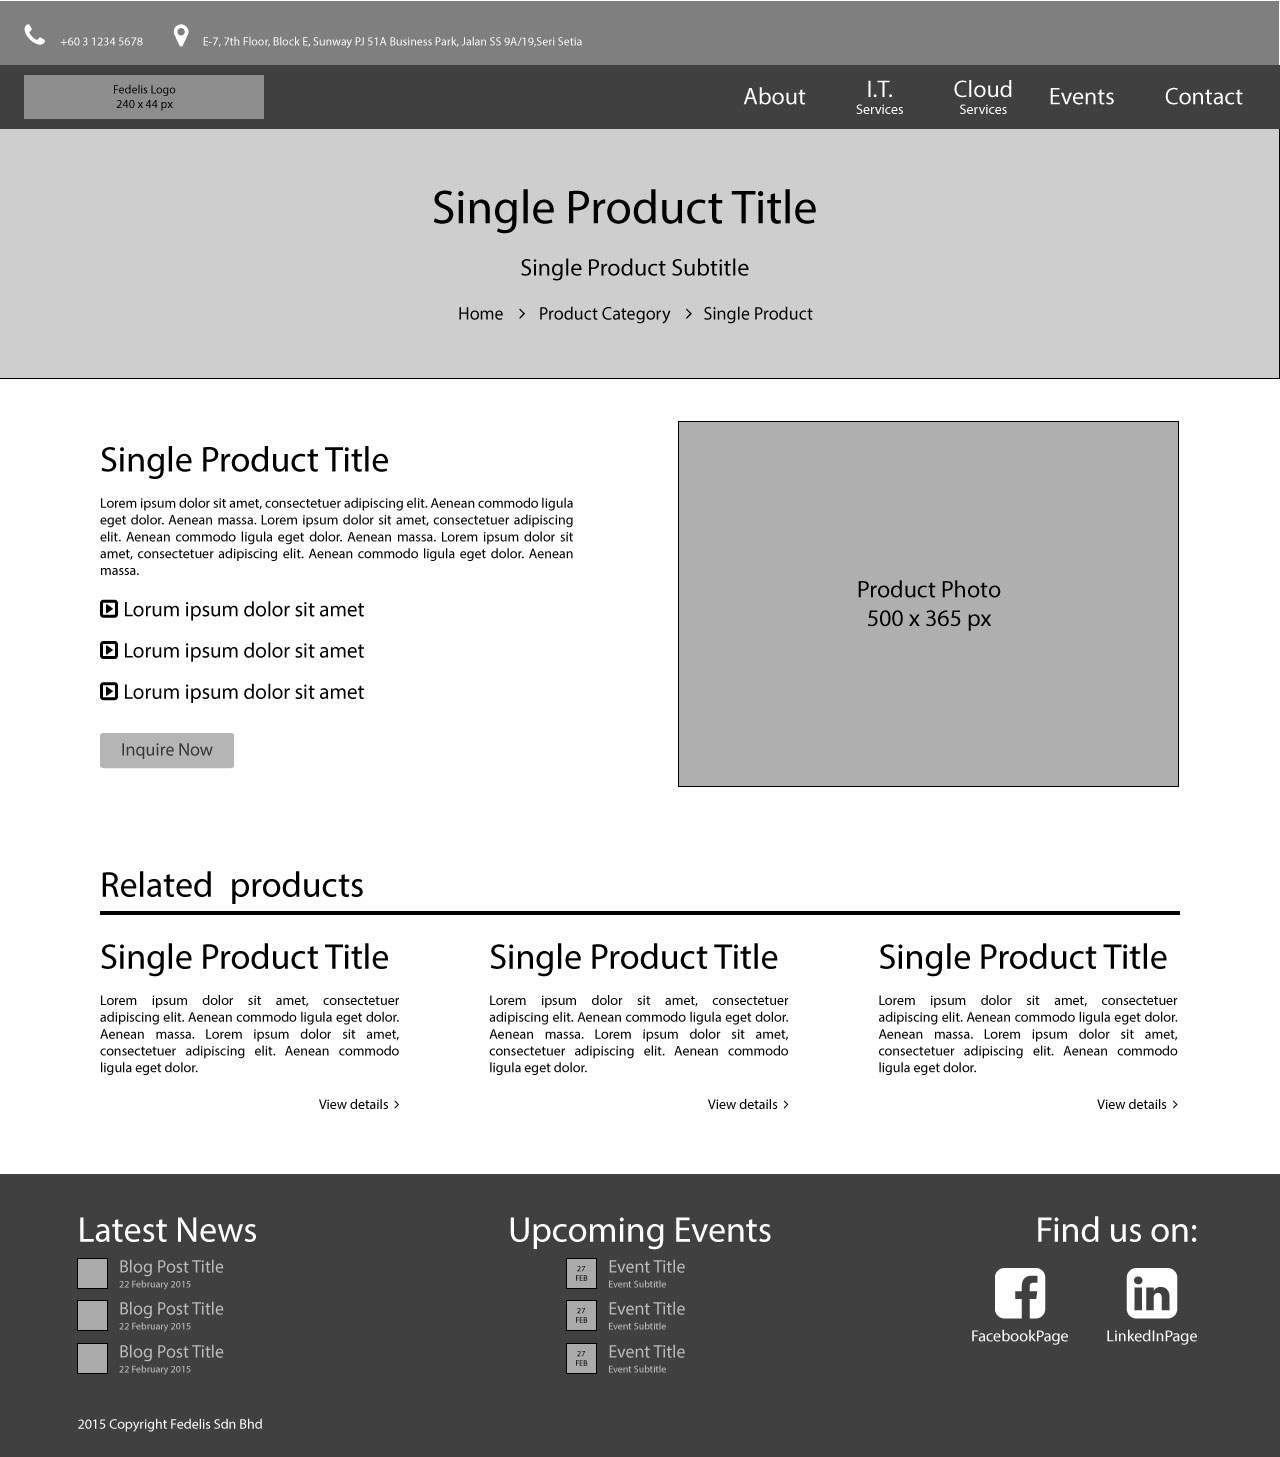 +60 3 1234 5678
E-7, 7th Floor, Block E, Sunway PJ 51A Business Park, Jalan SS 9A/19,Seri Setia
Fedelis Logo
240 x 44 px
About
I.T.
Services
Cloud
Services
Events
Contact
Single Product Title
Single Product Subtitle
Home > Product Category > Single Product
Single Product Title
Lorem ipsum dolor sit amet, consectetuer adipiscing elit. Aenean commodo ligula
eget dolor. Aenean massa. Lorem ipsum dolor sit amet, consectetuer adipiscing
elit. Aenean commodo ligula eget dolor. Aenean massa. Lorem ipsum dolor sit
amet, consectetuer adipiscing elit. Aenean commodo ligula eget dolor. Aenean
massa.
Lorum ipsum dolor sit amet
Lorum ipsum dolor sit amet
Lorum ipsum dolor sit amet
Inquire Now
Product Photo
500 x 365 px
Related products
Single Product Title
Lorem ipsum dolor sit amet, consectetuer
adipiscing elit. Aenean commodo ligula eget dolor.
Aenean massa. Lorem ipsum dolor sit amet,
consectetuer adipiscing elit. Aenean commodo
ligula eget dolor.
View details >
Single Product Title
Lorem ipsum dolor sit amet, consectetuer
adipiscing elit. Aenean commodo ligula eget dolor.
Aenean massa. Lorem ipsum dolor sit amet,
consectetuer adipiscing elit. Aenean commodo
ligula eget dolor.
View details >
Single Product Title
Lorem ipsum dolor sit amet, consectetuer
adipiscing elit. Aenean commodo ligula eget dolor.
Aenean massa. Lorem ipsum dolor sit amet,
consectetuer adipiscing elit. Aenean commodo
ligula eget dolor.
View details >
Latest News
Blog Post Title
22 February 2015
Blog Post Title
22 February 2015
Blog Post Title
22 February 2015
Upcoming Events
27
FEB
Event Title
Event Subtitle
27
FEB
Event Title
Event Subtitle
27
FEB
Event Title
Event Subtitle
Find us on:
FacebookPage
in
LinkedInPage
2015 Copyright Fedelis Sdn Bhd